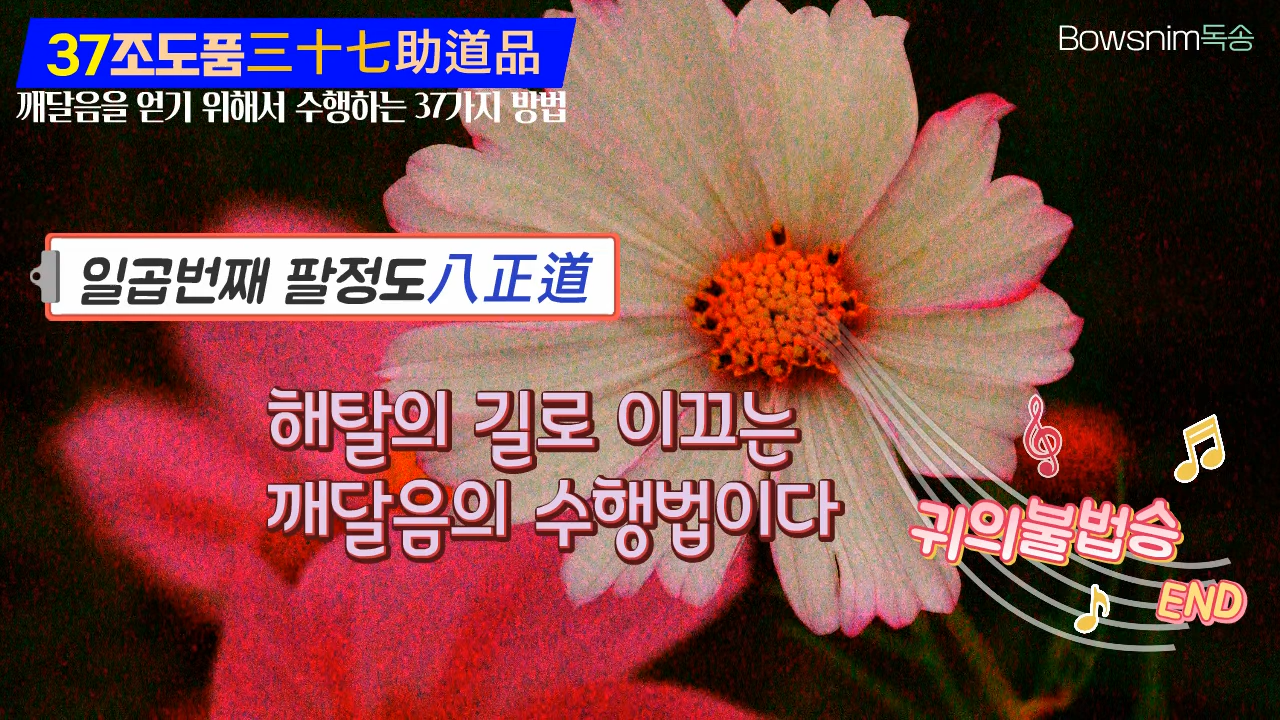 37조도품三十七助道品
Bowsnim독송
깨달음을 얻기 위해서 수행하는 37가지 방법
일곱번째 팔정도八正道
해탈의 길로 이끄는
깨달음의 수행법이다
귀의불법승
END